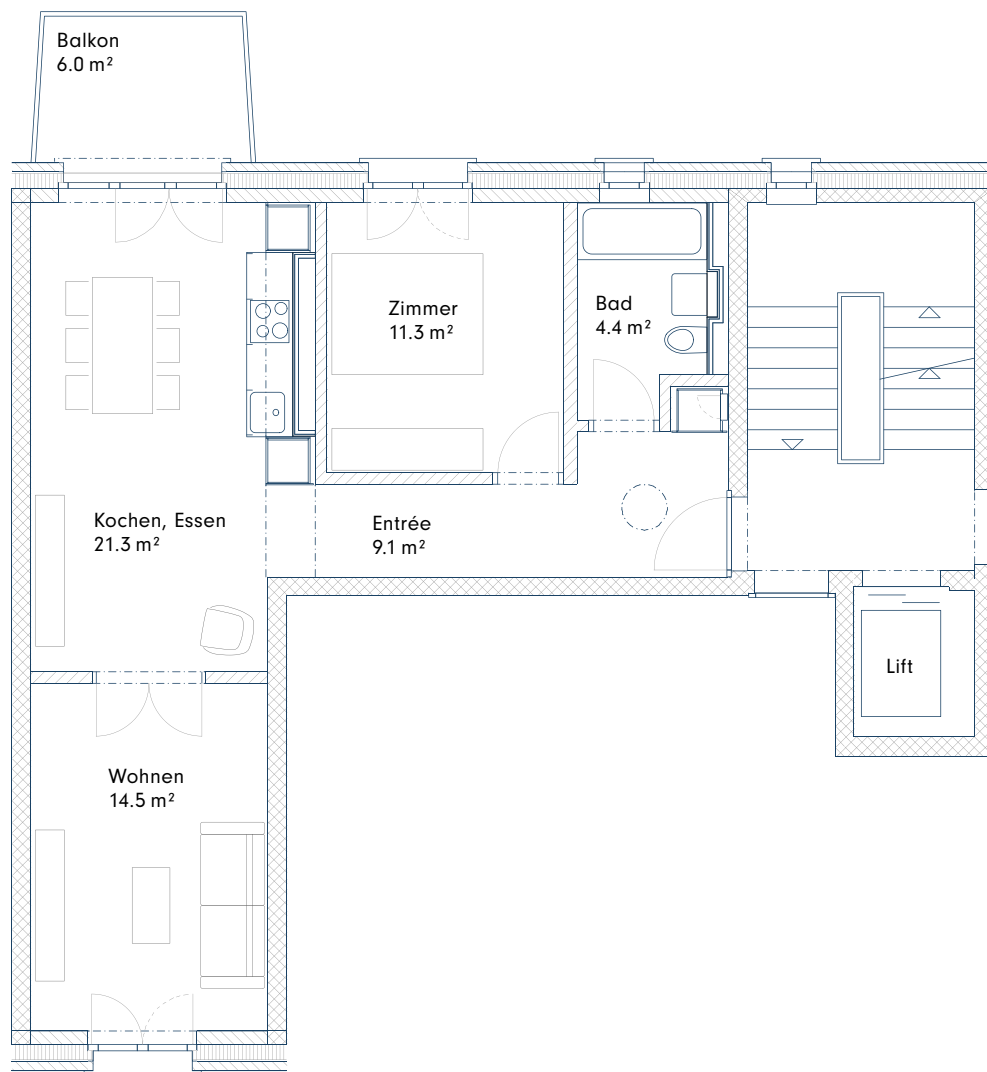 Balkon
6.0 m²
Zimmer
11.3 m²
Bad
4.4 m²
Kochen, Essen
21.3 m²
Entrée
9.1 m²
Lift
Wohnen
14.5 m²